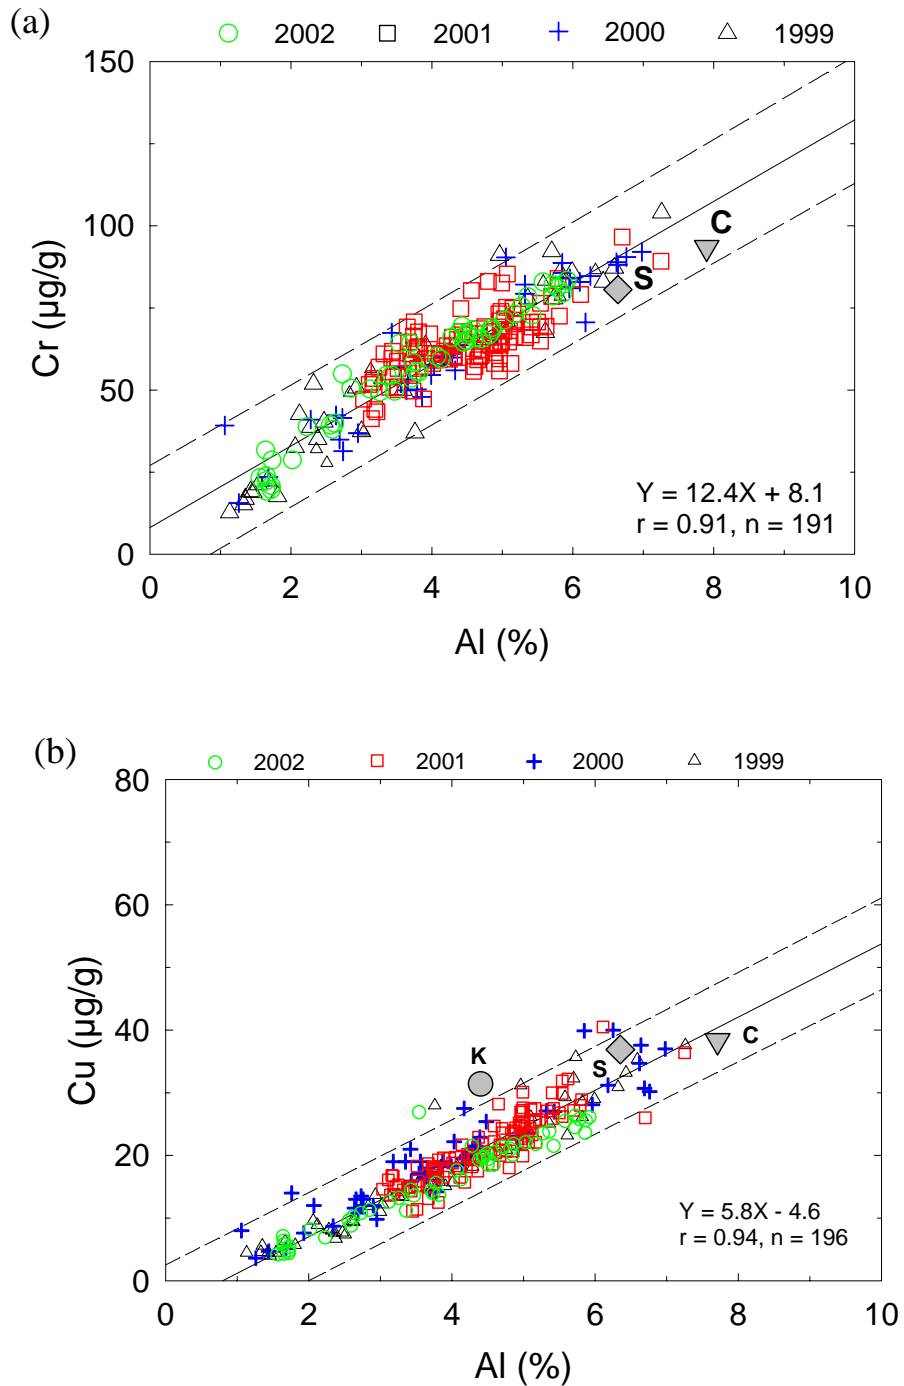 (a)
2002 2001 2000 1999
150
100
50
0
Cr (µg/g)
C
S
Y = 12.4X + 8.1
r = 0.91, n = 191
0 2 4 6 8 10
Al (%)
(b)
2002 2001 2000 1999
80
60
40
20
0
Cu (µg/g)
K
C
S
Y = 5.8X - 4.6
r = 0.94, n = 196
0 2 4 6 8 10
Al (%)